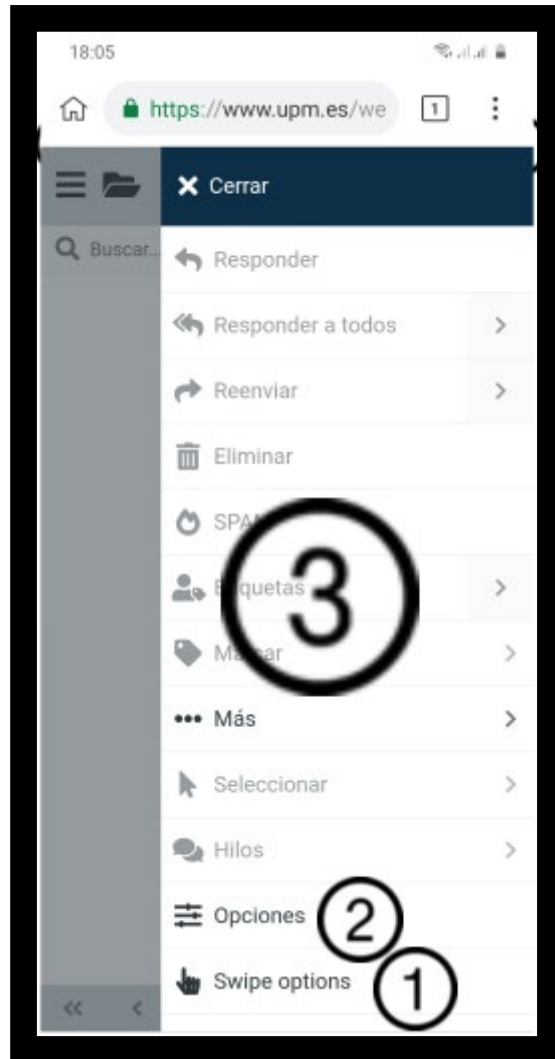 18:05
https://www.upm.es/we 1
Cerrar
Buscar...
Responder
Responder a todos
Reenviar
Eliminar
3
Más
Seleccionar
Hilos
Opciones 2
Swipe options 1